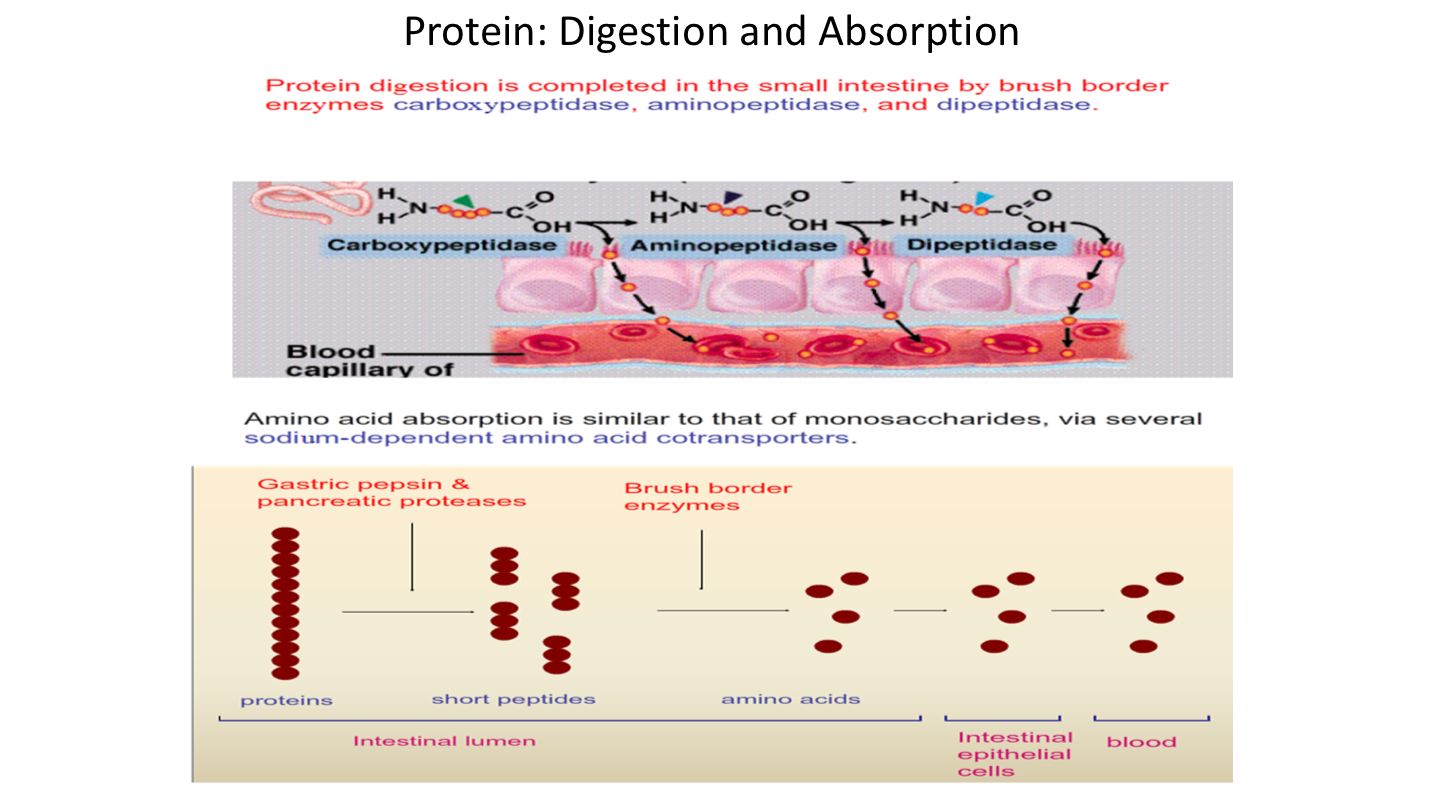 Protein: Digestion and Absorption
Protein digestion is completed in the small intestine by brush border
enzymes carboxypeptidase, aminopeptidase, and dipeptidase.
H H N C O OH
H H N C O OH
H H N C O OH
Carboxypeptidase Aminopeptidase Dipeptidase
Blood
capillary of
Amino acid absorption is similar to that of monosaccharides, via several
sodium-dependent amino acid cotransporters.
Gastric pepsin &
pancreatic proteases
Brush border
enzymes
proteins short peptides amino acids
Intestinal lumen
Intestinal
epithelial
cells
blood